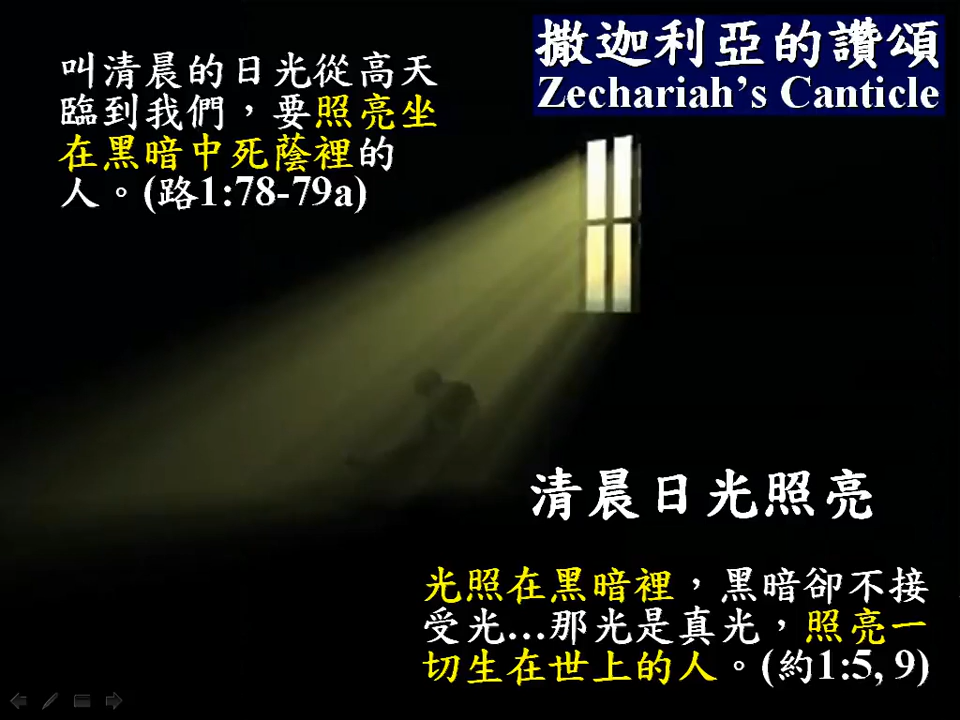 撒迦利亞的讚頌
Zechariah’s Canticle
叫清晨的日光從高天
臨到我們，要照亮坐
在黑暗中死蔭裡的
人。(路1:78-79a)
清晨日光照亮
光照在黑暗裡，黑暗卻不接
受光…那光是真光，照亮一
切生在世上的人。(約1:5, 9)